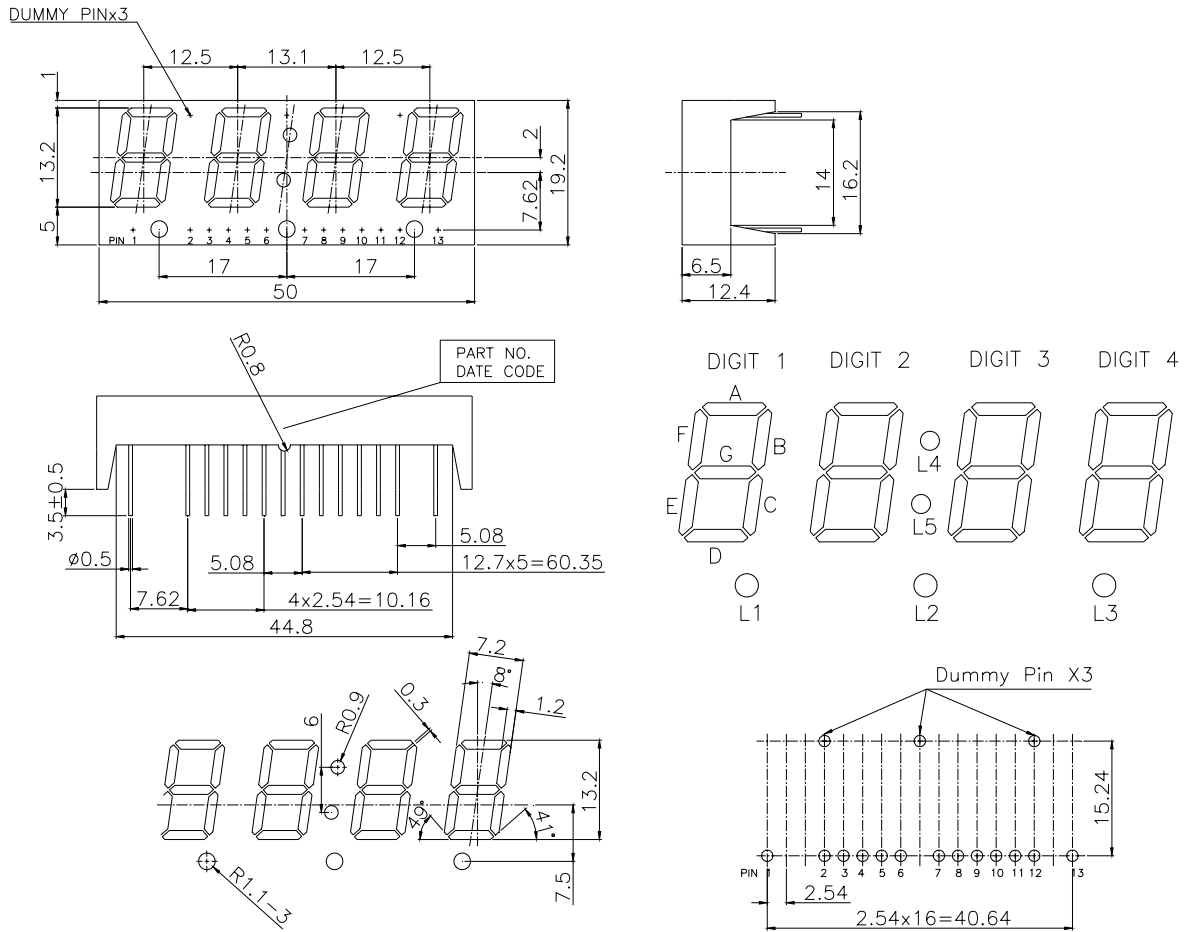 DUMMY PINx3
12.5 13.1 12.5
1
13.2
5
2
7.62
19.2
PIN 1 2 3 4 5 6 7 8 9 10 11 12 13
17 17
50
14
16.2
6.5
12.4
R0.8
PART NO.
DATE CODE
3.5±0.5
ø0.5
5.08
5.08
12.7x5=60.35
7.62
4x2.54=10.16
44.8
DIGIT 1 DIGIT 2 DIGIT 3 DIGIT 4
A
F
B
G
E
C
D
L4
L5
L1 L2 L3
7.2
8°
1.2
0.3
R0.9
6
13.2
49°
41°
7.5
R1.1-3
Dummy Pin X3
15.24
PIN 1 2 3 4 5 6 7 8 9 10 11 12 13
2.54
2.54x16=40.64